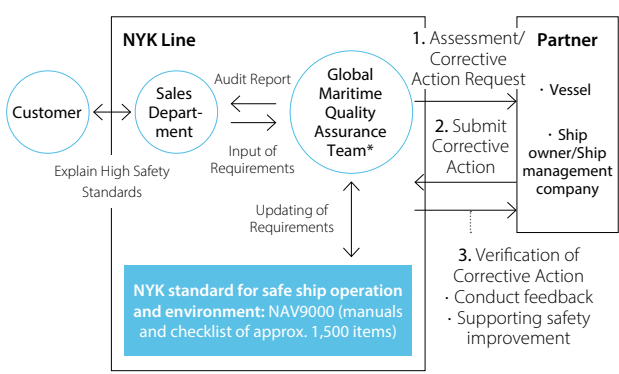 NYK Line
Customer
Explain High Safety
Standards
Sales
Depart-
ment
Audit Report
Input of
Requirements
Global
Maritime
Quality
Assurance
Team*
Updating of
Requirements
NYK standard for safe ship operation
and environment: NAV9000 (manuals
and checklist of approx. 1,500 items)
1. Assessment/
Corrective
Action Request
2. Submit
Corrective
Action
3. Verification of
Corrective Action
· Conduct feedback
· Supporting safety
improvement
Partner
· Vessel
· Ship
owner/Ship
management
company